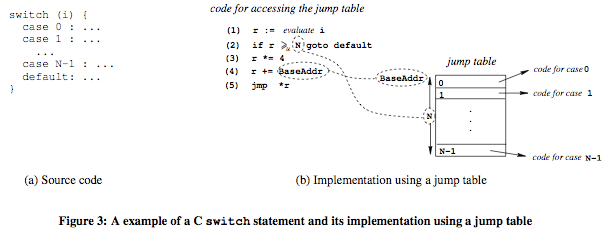 switch (i) {
case 0 : ...
case 1 : ...
...
case N-1 : ...
default: ...
}
(a) Source code
code for accessing the jump table
(1) r := evaluate i
(2) if r ⩾u N goto default
(3) r *= 4
(4) r += BaseAddr
(5) jmp *r
BaseAddr
N
jump table
0
1
.
.
.
N-1
code for case 0
code for case 1
code for case N-1
(b) Implementation using a jump table
Figure 3: A example of a C switch statement and its implementation using a jump table